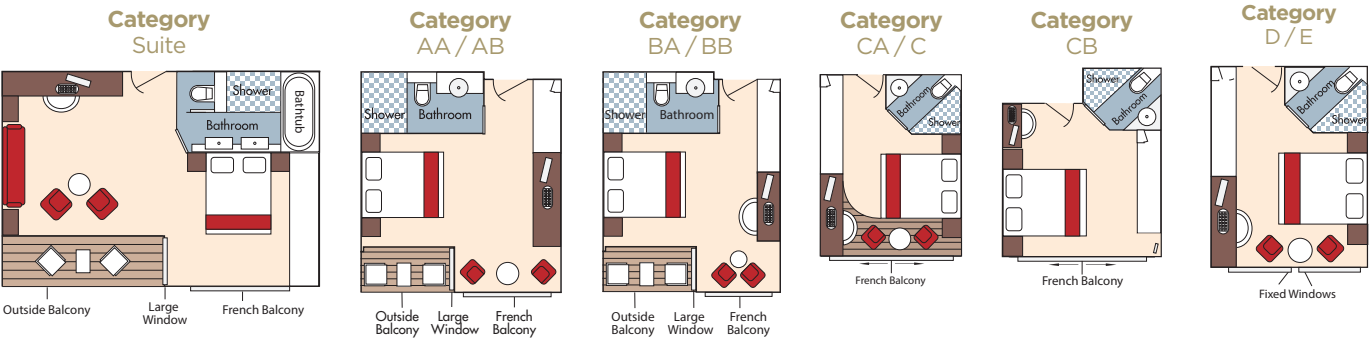 Category
Suite
Shower
Bathtub
Bathroom
Outside Balcony
Large
Window
French Balcony
Category
AA / AB
Shower
Bathroom
Outside
Balcony
Large
Window
French
Balcony
Category
BA / BB
Shower
Bathroom
Outside
Balcony
Large
Window
French
Balcony
Category
CA / C
Bathroom
Shower
French Balcony
Category
CB
Shower
Bathroom
French Balcony
Category
D / E
Bathroom
Shower
Fixed Windows